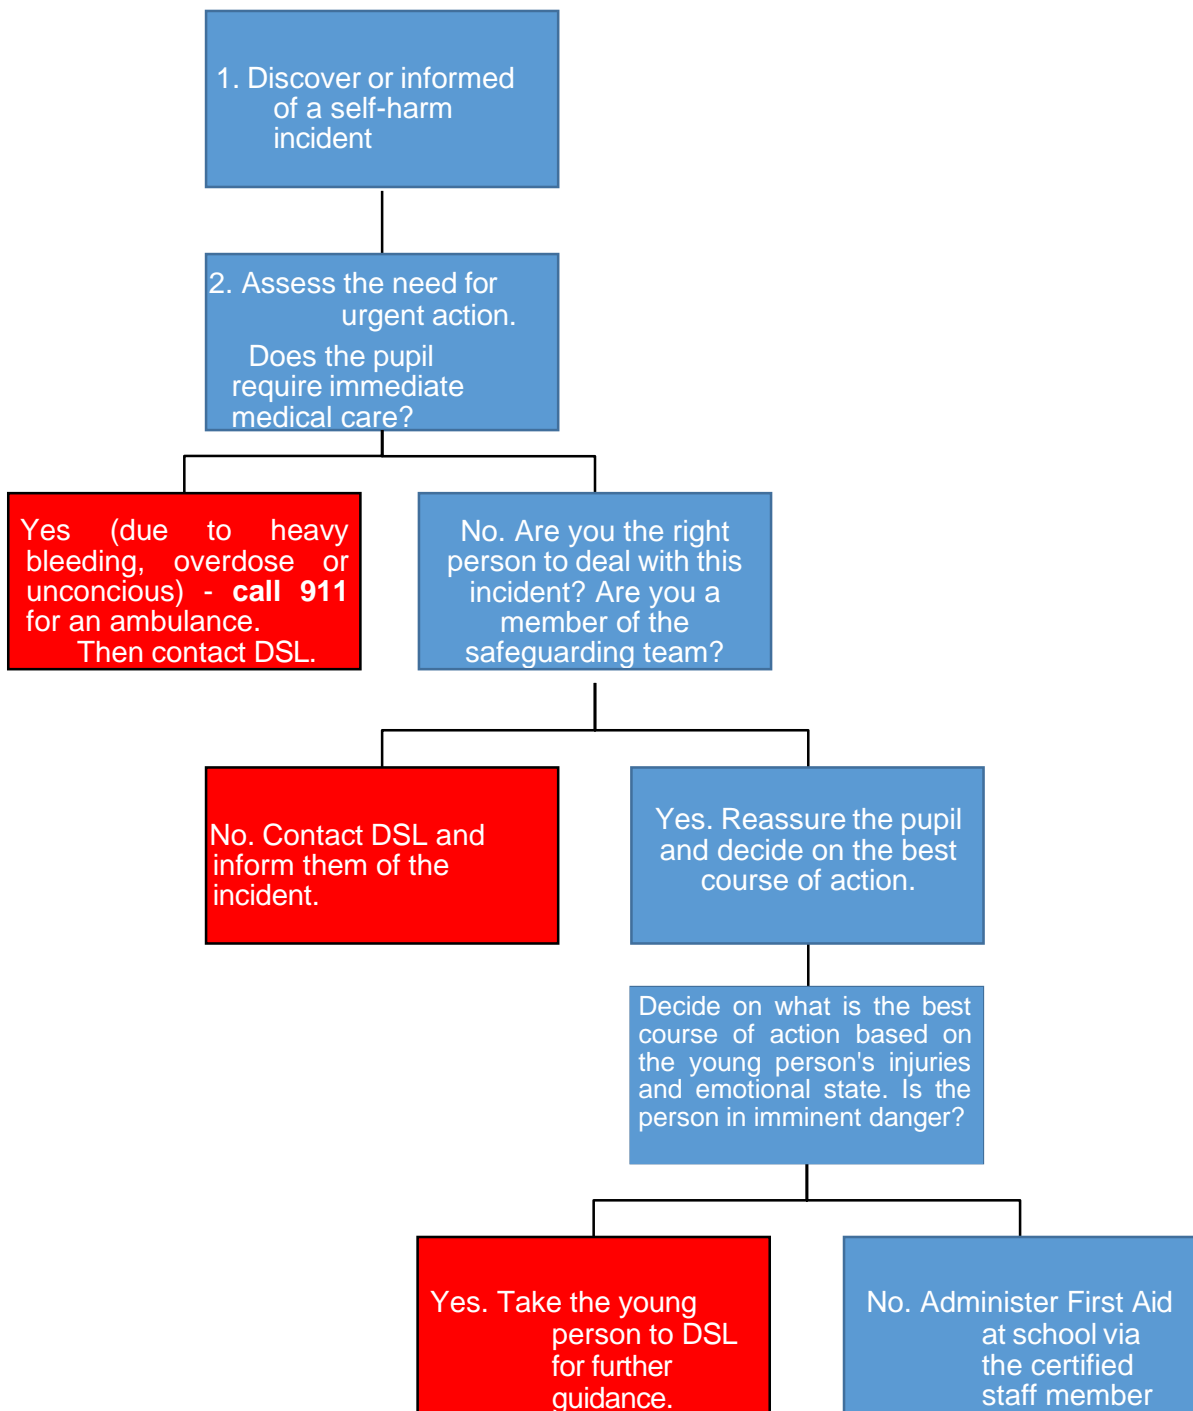 1. Discover or informed
of a self-harm
incident
2. Assess the need for
urgent action.
Does the pupil
require immediate
medical care?
Yes (due to heavy
bleeding, overdose or
unconcious) - call 911
for an ambulance.
Then contact DSL.
No. Are you the right
person to deal with this
incident? Are you a
member of the
safeguarding team?
No. Contact DSL and
inform them of the
incident.
Yes. Reassure the pupil
and decide on the best
course of action.
Decide on what is the best
course of action based on
the young person's injuries
and emotional state. Is the
person in imminent danger?
Yes. Take the young
person to DSL
for further
guidance.
No. Administer First Aid
at school via
the certified
staff member